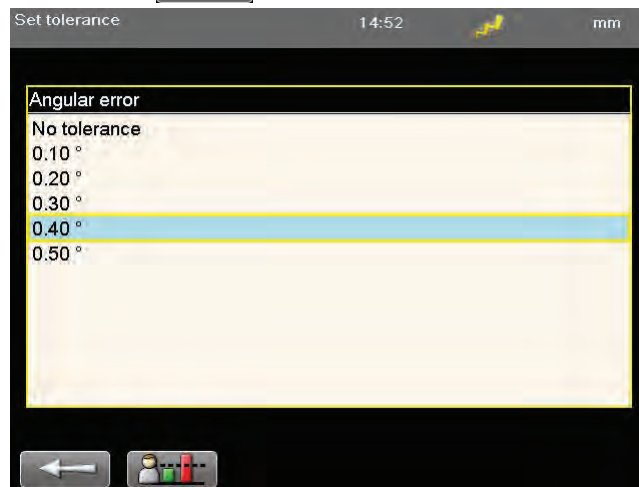 Set tolerance 14:52 mm
Angular error
No tolerance
0.10 °
0.20 °
0.30 °
0.40 °
0.50 °